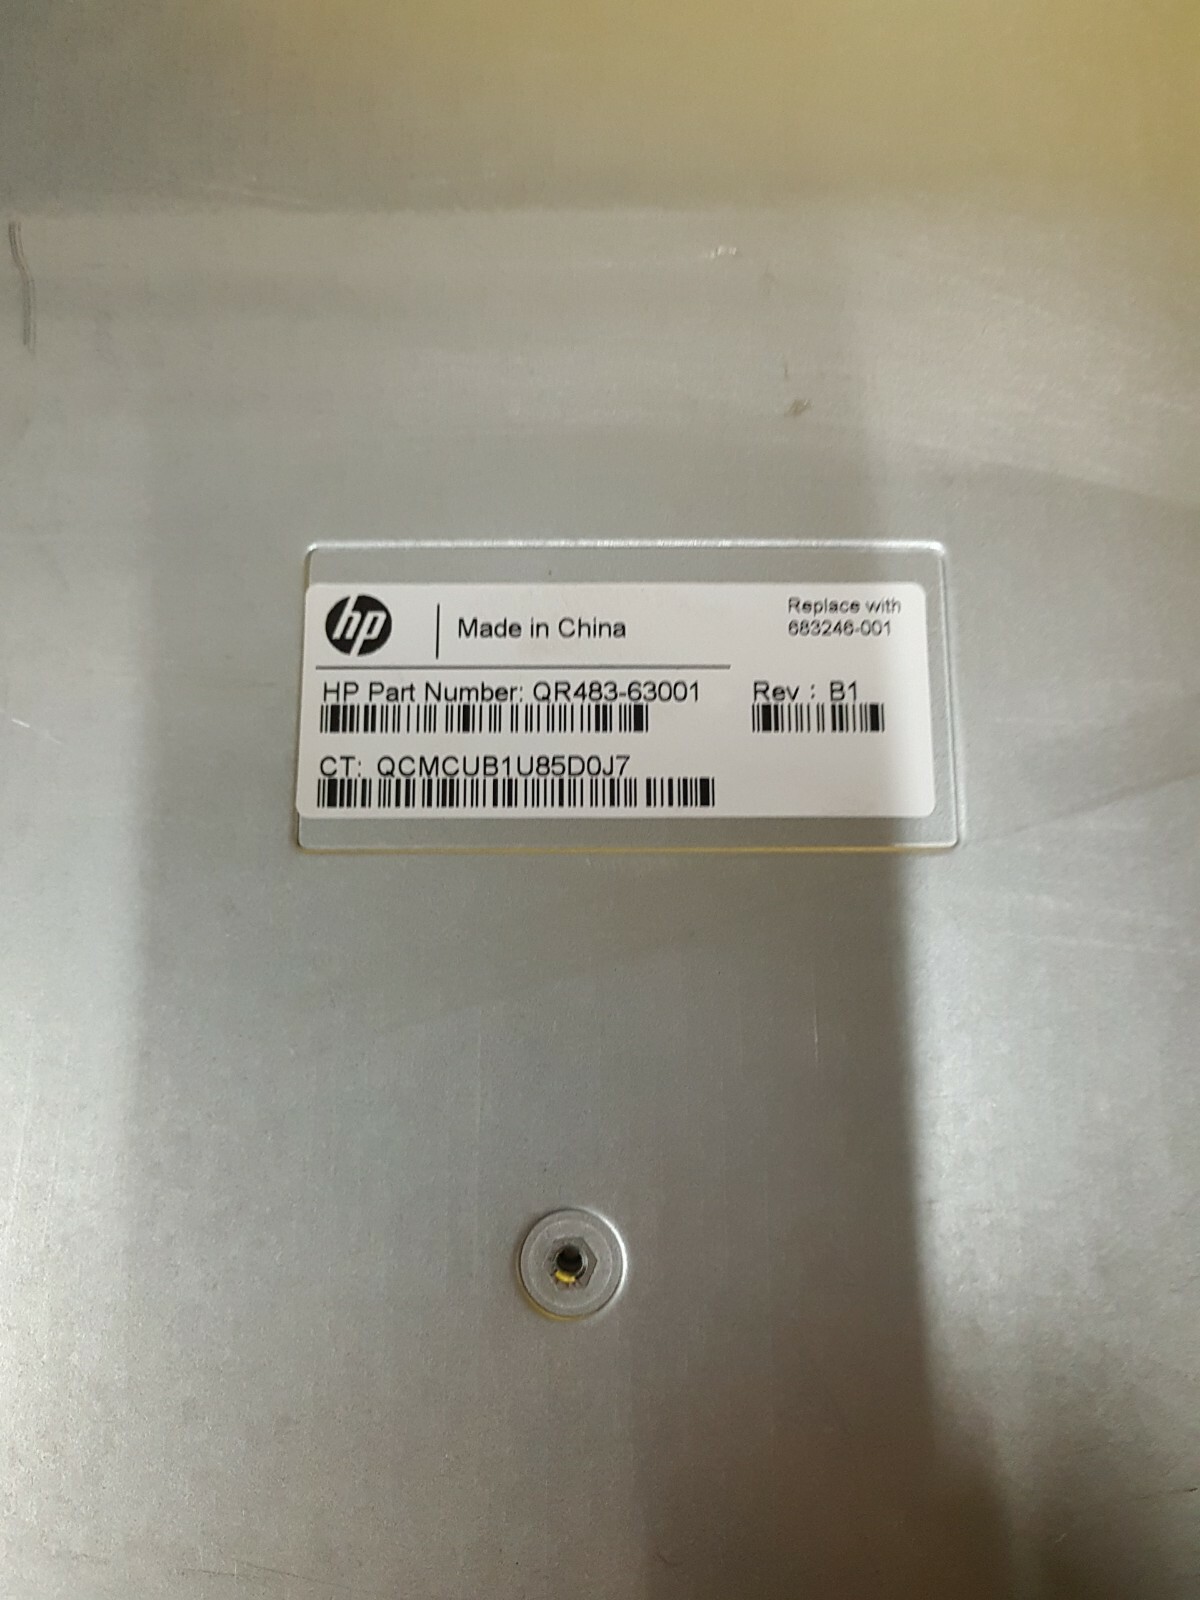 hp
Made in China
Replace with
683246-001
HP Part Number: QR483-63001
Rev : B1
CT: QCMCUB1U85D0J7